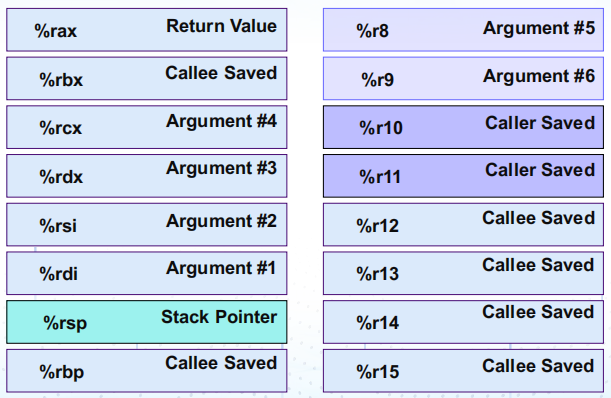 %rax Return Value
%rbx Callee Saved
%rcx Argument #4
%rdx Argument #3
%rsi Argument #2
%rdi Argument #1
%rsp Stack Pointer
%rbp Callee Saved
%r8 Argument #5
%r9 Argument #6
%r10 Caller Saved
%r11 Caller Saved
%r12 Callee Saved
%r13 Callee Saved
%r14 Callee Saved
%r15 Callee Saved